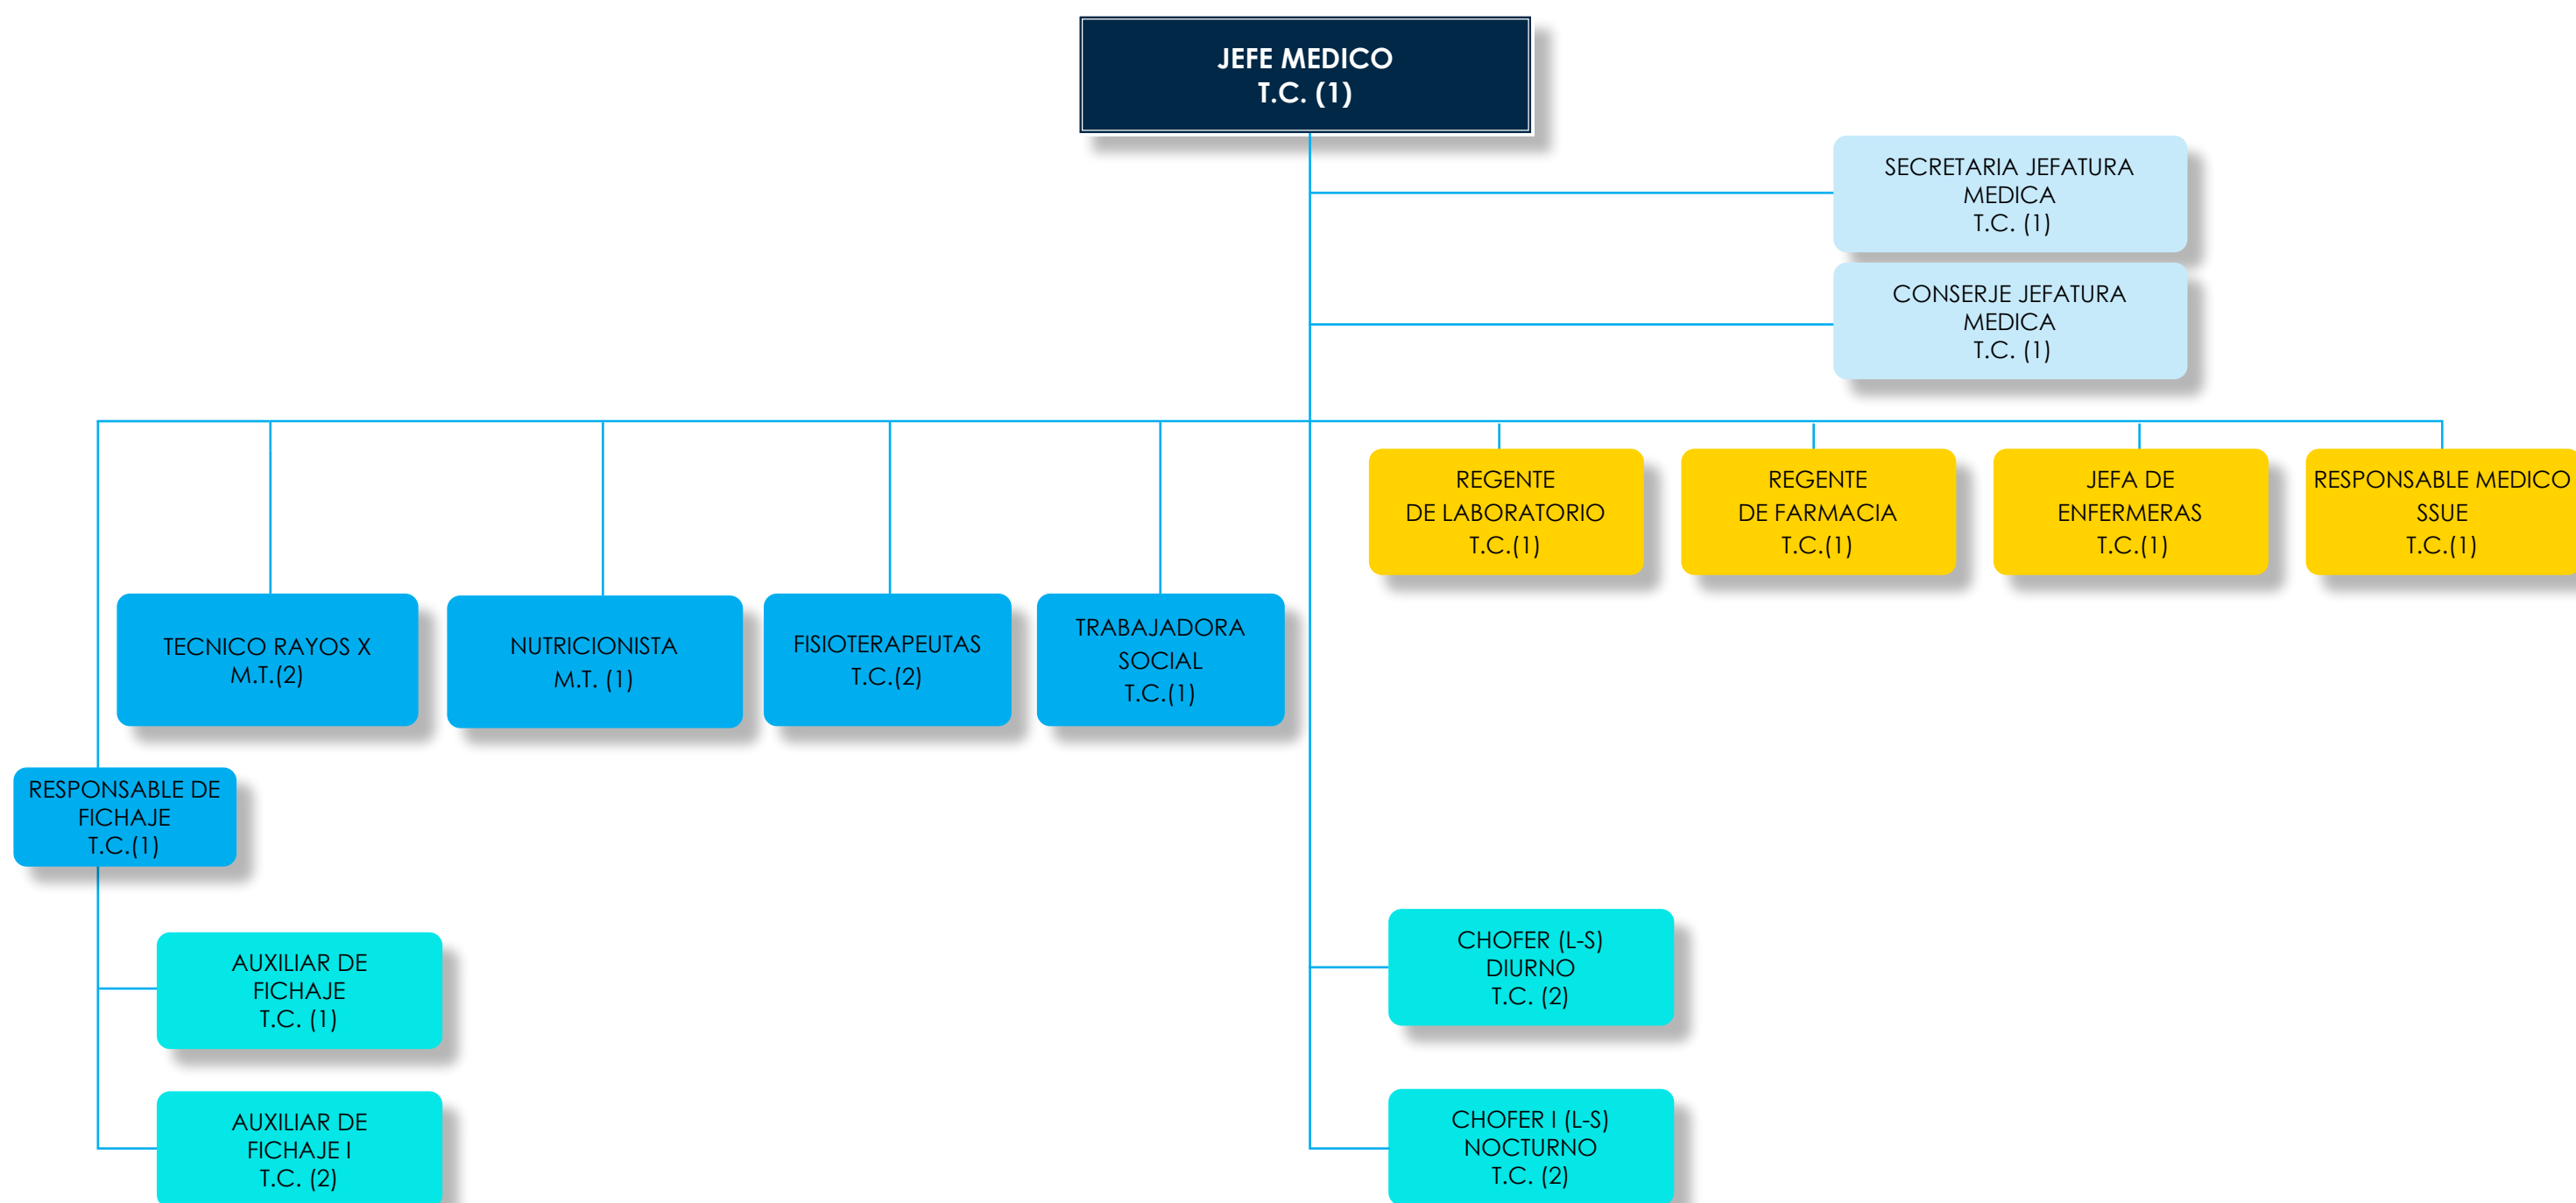 JEFE MEDICO
T.C. (1)
SECRETARIA JEFATURA
MEDICA
T.C. (1)
CONSERJE JEFATURA
MEDICA
T.C. (1)
REGENTE
DE LABORATORIO
T.C.(1)
REGENTE
DE FARMACIA
T.C.(1)
JEFA DE
ENFERMERAS
T.C.(1)
RESPONSABLE MEDICO
SSUE
T.C.(1)
TECNICO RAYOS X
M.T.(2)
NUTRICIONISTA
M.T. (1)
FISIOTERAPEUTAS
T.C.(2)
TRABAJADORA
SOCIAL
T.C.(1)
RESPONSABLE DE
FICHAJE
T.C.(1)
AUXILIAR DE
FICHAJE
T.C. (1)
AUXILIAR DE
FICHAJE I
T.C. (2)
CHOFER (L-S)
DIURNO
T.C. (2)
CHOFER I (L-S)
NOCTURNO
T.C. (2)